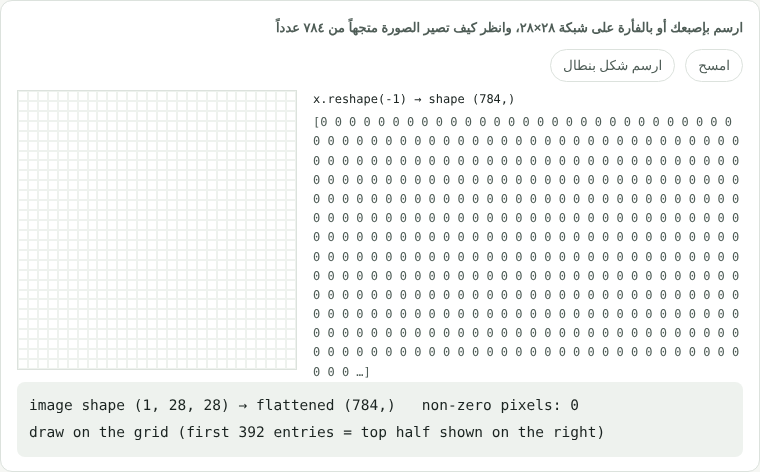 ارسم بإصبعك أو بالفأرة على شبكة ٢٨×٢٨، وانظر كيف تصير الصورة متجهاً من ٧٨٤ عدداً
امسح
ارسم شكل بنطال
x.reshape(-1) → shape (784,)
[0 0 0 0 0 0 0 0 0 0 0 0 0 0 0 0 0 0 0 0 0 0 0 0 0 0 0 0 0
0 0 0 0 0 0 0 0 0 0 0 0 0 0 0 0 0 0 0 0 0 0 0 0 0 0 0 0 0 0
0 0 0 0 0 0 0 0 0 0 0 0 0 0 0 0 0 0 0 0 0 0 0 0 0 0 0 0 0 0
0 0 0 0 0 0 0 0 0 0 0 0 0 0 0 0 0 0 0 0 0 0 0 0 0 0 0 0 0 0
0 0 0 0 0 0 0 0 0 0 0 0 0 0 0 0 0 0 0 0 0 0 0 0 0 0 0 0 0 0
0 0 0 0 0 0 0 0 0 0 0 0 0 0 0 0 0 0 0 0 0 0 0 0 0 0 0 0 0 0
0 0 0 0 0 0 0 0 0 0 0 0 0 0 0 0 0 0 0 0 0 0 0 0 0 0 0 0 0 0
0 0 0 0 0 0 0 0 0 0 0 0 0 0 0 0 0 0 0 0 0 0 0 0 0 0 0 0 0 0
0 0 0 0 0 0 0 0 0 0 0 0 0 0 0 0 0 0 0 0 0 0 0 0 0 0 0 0 0 0
0 0 0 0 0 0 0 0 0 0 0 0 0 0 0 0 0 0 0 0 0 0 0 0 0 0 0 0 0 0
0 0 0 0 0 0 0 0 0 0 0 0 0 0 0 0 0 0 0 0 0 0 0 0 0 0 0 0 0 0
0 0 0 0 0 0 0 0 0 0 0 0 0 0 0 0 0 0 0 0 0 0 0 0 0 0 0 0 0 0
0 0 0 0 0 0 0 0 0 0 0 0 0 0 0 0 0 0 0 0 0 0 0 0 0 0 0 0 0 0
0 0 0 …]
image shape (1, 28, 28) → flattened (784,)   non-zero pixels: 0
draw on the grid (first 392 entries = top half shown on the right)